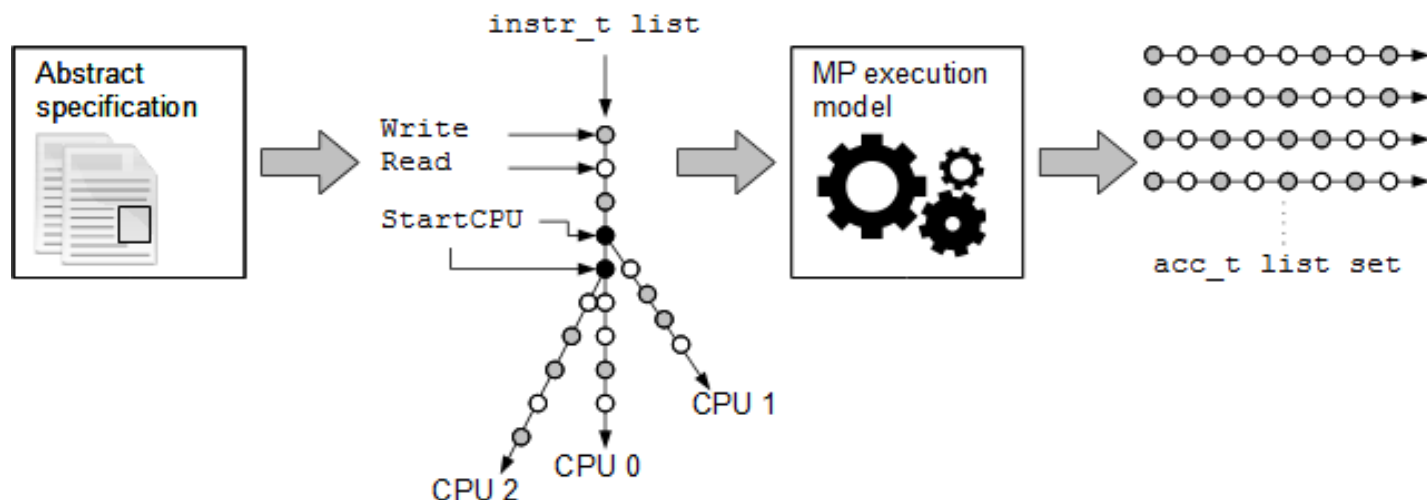 instr_t list
Abstract
specification
Write
Read
StartCPU
CPU 1
CPU 0
CPU 2
MP execution
model
acc_t list set